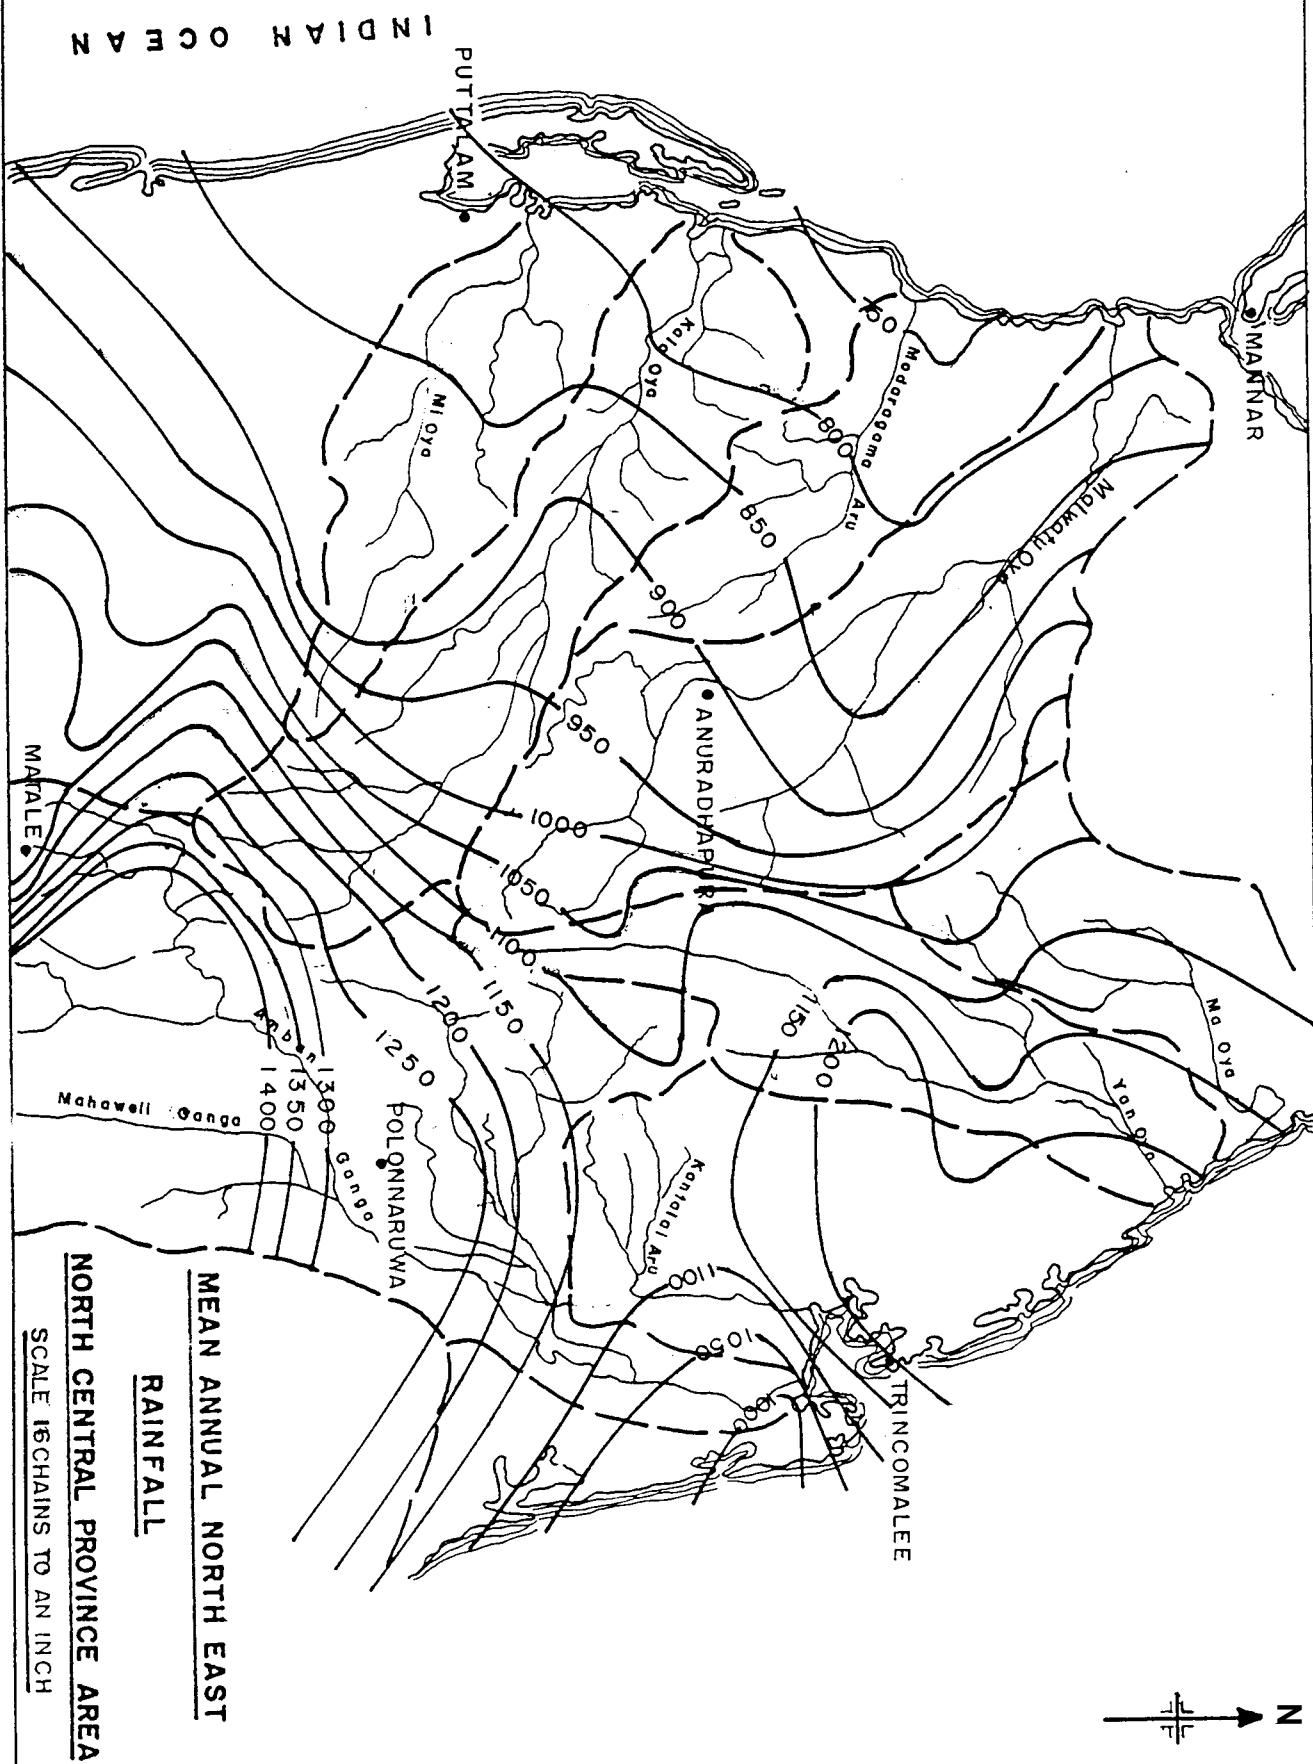 INDIAN OCEAN
N
MANNAR
PUTTALAM
TRINCOMALEE
ANURADHAPURA
POLONNARUWA
MATALE
Malwatu Oya
Modaragama
Aru
Kala
Oya
Mi Oya
Ma Oya
Yan Oya
Kantalai Aru
Amban
Ganga
Mahaweli Ganga
750
800
850
900
950
1000
1050
1100
1150
1200
1250
1300
1350
1400
1150
1200
1100
1050
1000
MEAN ANNUAL NORTH EAST
RAINFALL
NORTH CENTRAL PROVINCE AREA
SCALE 16 CHAINS TO AN INCH